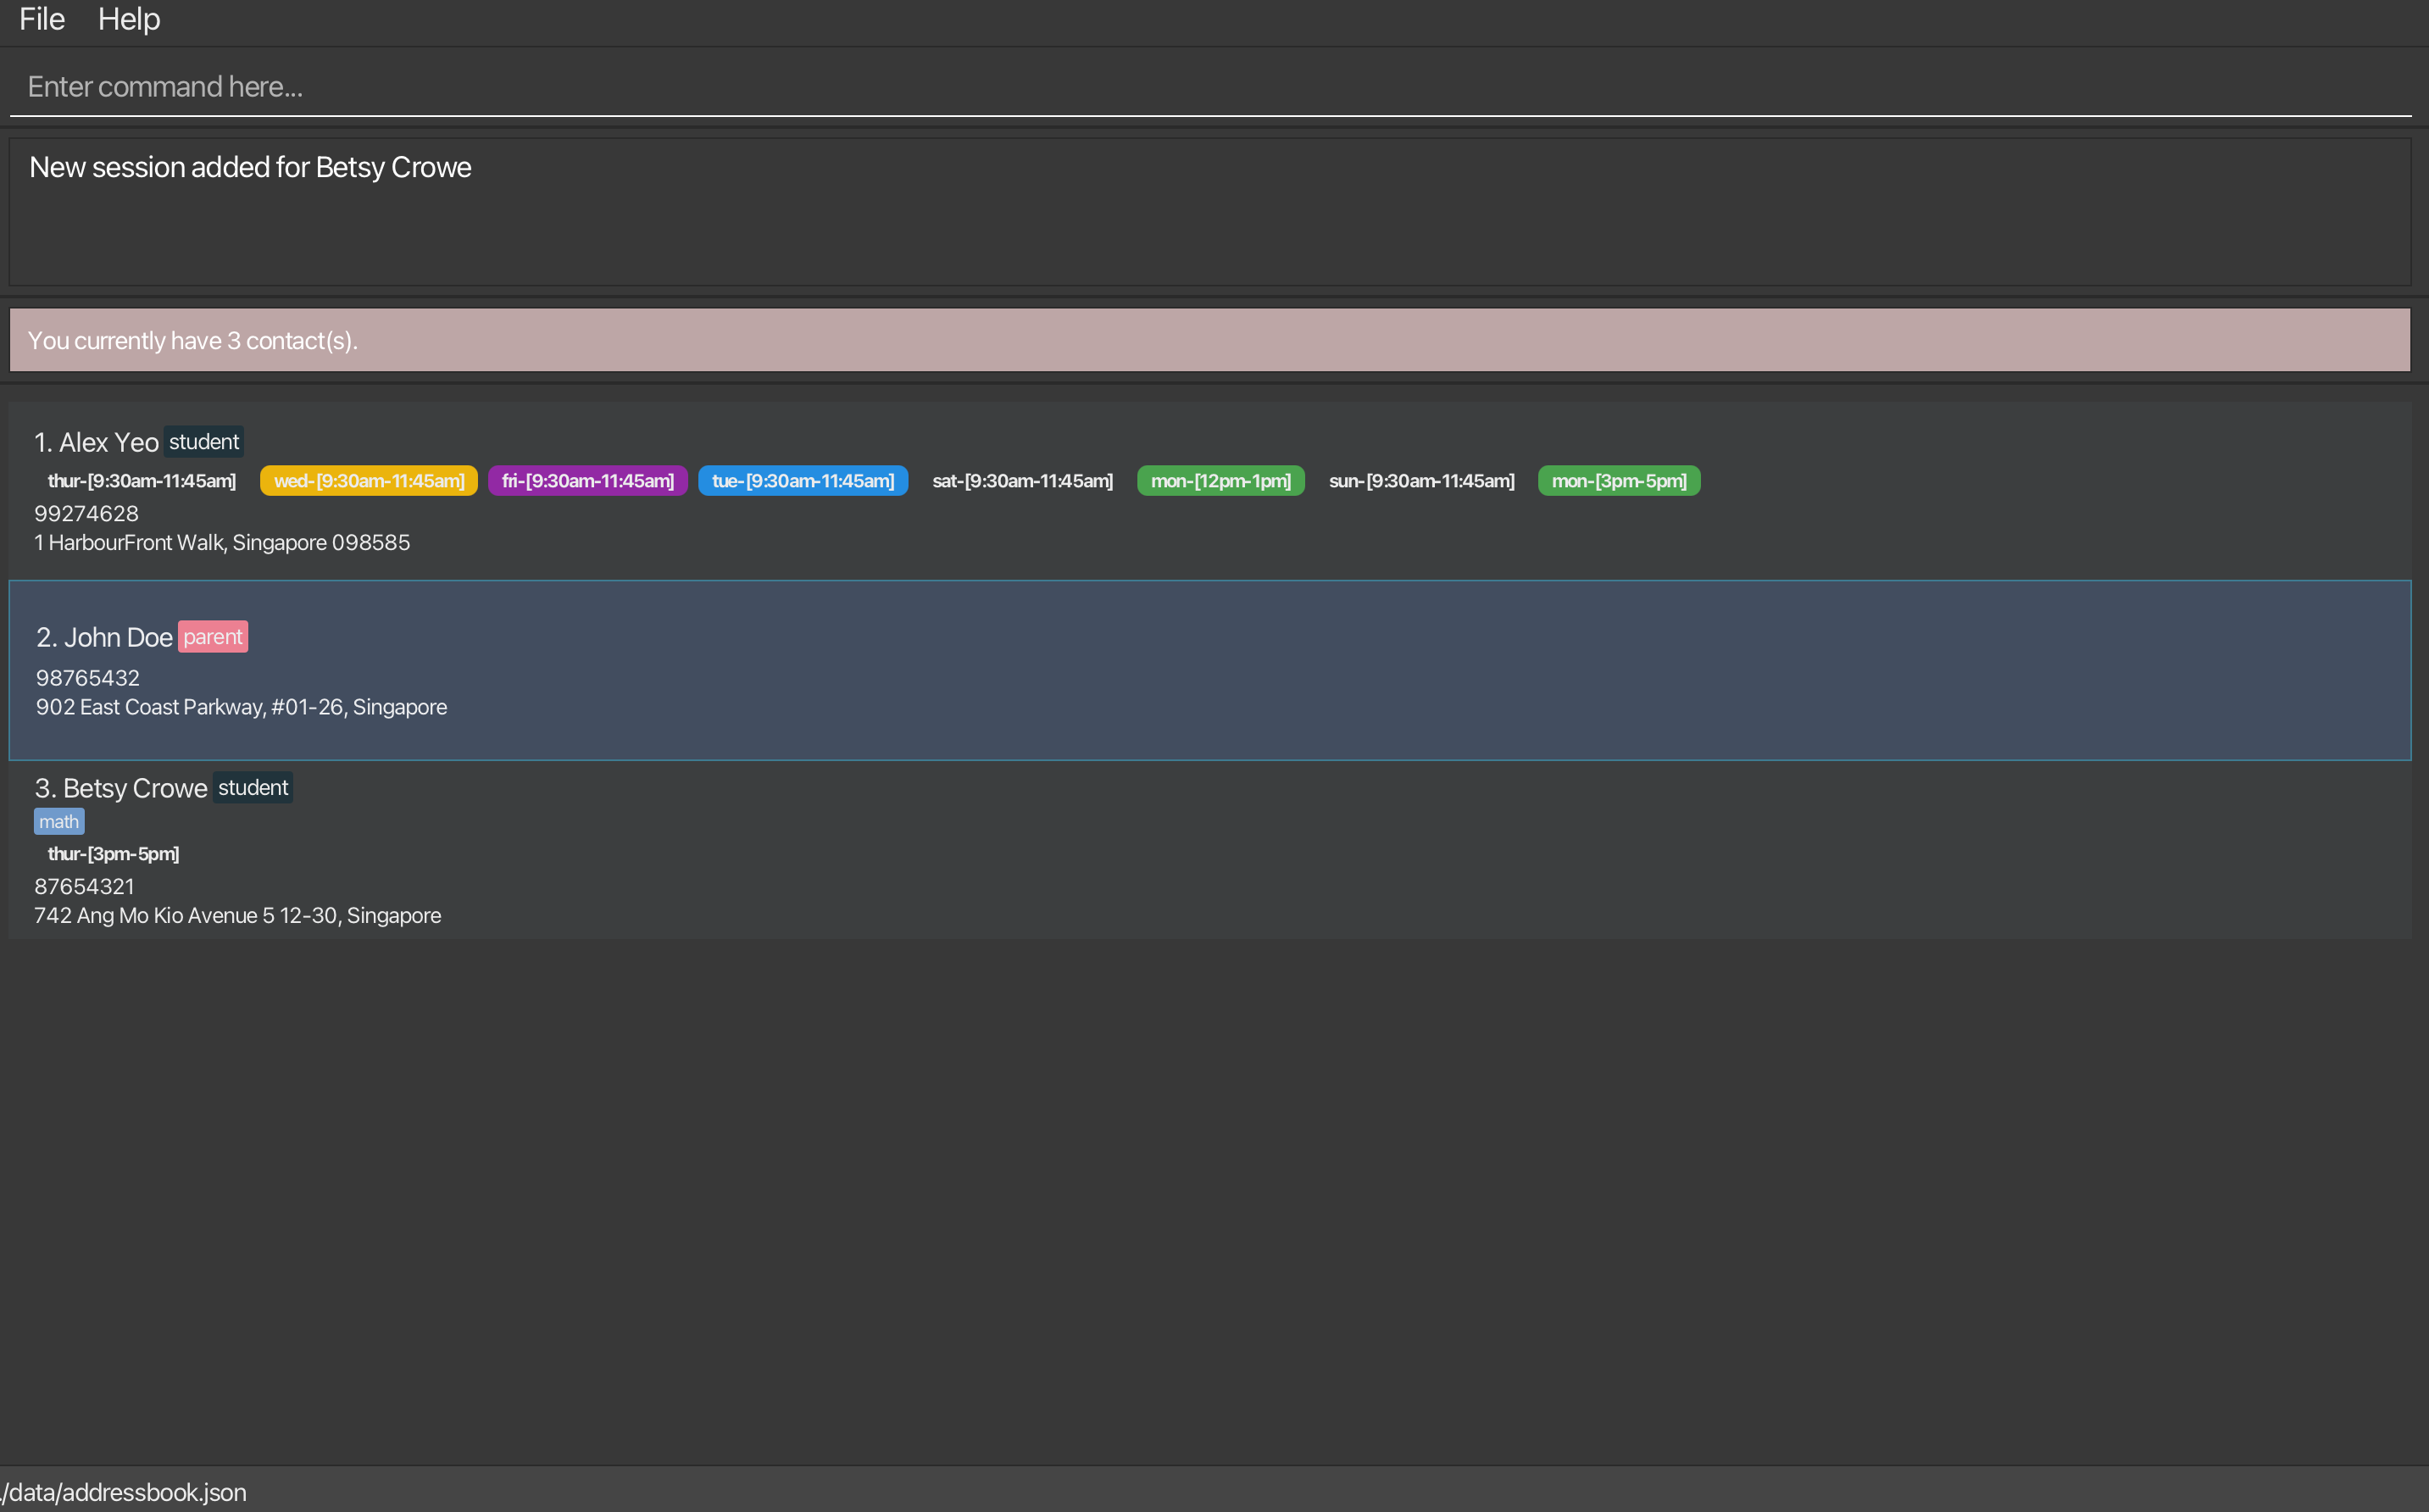 File Help
Enter command here...
New session added for Betsy Crowe
You currently have 3 contact(s).
1. Alex Yeo student
thur-[9:30am-11:45am] wed-[9:30am-11:45am] fri-[9:30am-11:45am] tue-[9:30am-11:45am] sat-[9:30am-11:45am] mon-[12pm-1pm] sun-[9:30am-11:45am] mon-[3pm-5pm]
99274628
1 HarbourFront Walk, Singapore 098585
2. John Doe parent
98765432
902 East Coast Parkway, #01-26, Singapore
3. Betsy Crowe student
math
thur-[3pm-5pm]
87654321
742 Ang Mo Kio Avenue 5 12-30, Singapore
./data/addressbook.json